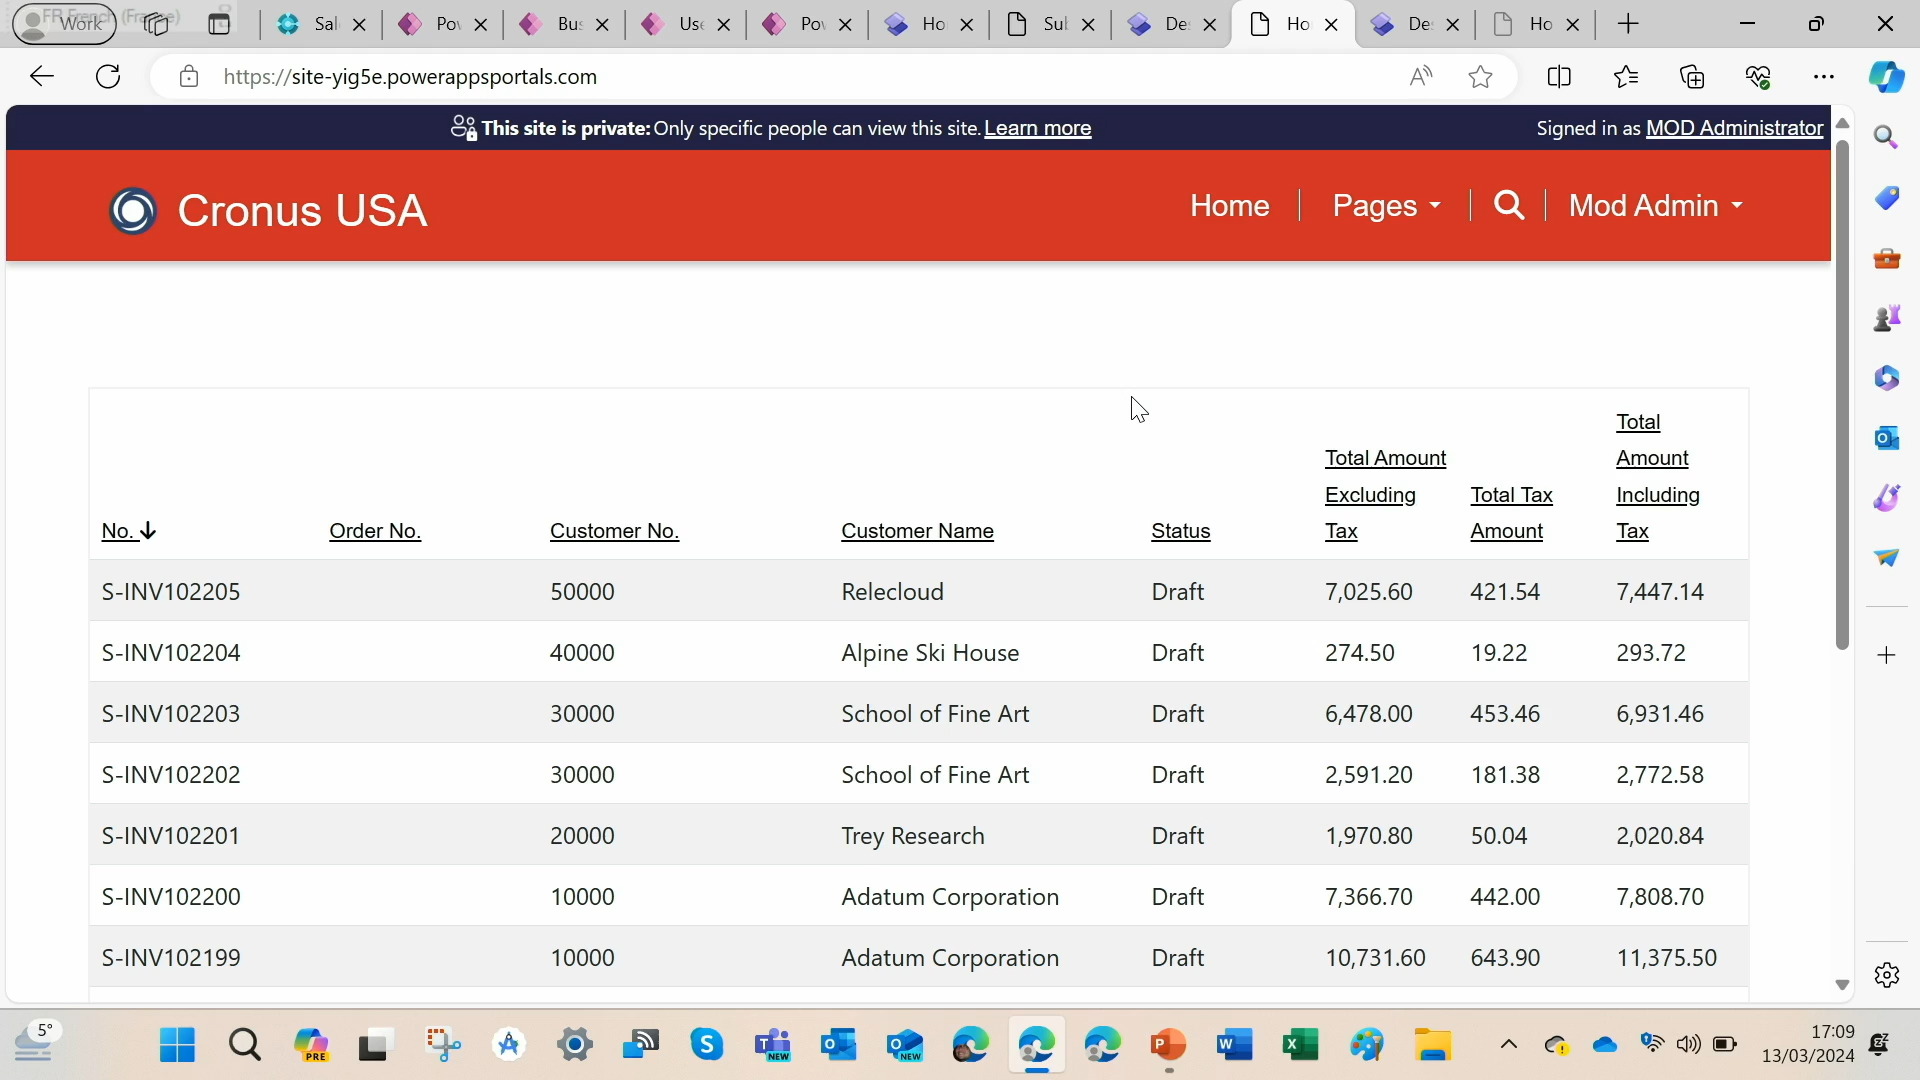 Work
Sal
Pov
Bus
Use
Pov
Ho
Sub
De
Ho
De
Ho
https://site-yig5e.powerappsportals.com
This site is private: Only specific people can view this site. Learn more
Signed in as MOD Administrator
Cronus USA
Home
Pages
Mod Admin
No. Order No. Customer No. Customer Name Status Total Amount Excluding Tax Total Tax Amount Total Amount Including Tax
S-INV102205 50000 Relecloud Draft 7,025.60 421.54 7,447.14
S-INV102204 40000 Alpine Ski House Draft 274.50 19.22 293.72
S-INV102203 30000 School of Fine Art Draft 6,478.00 453.46 6,931.46
S-INV102202 30000 School of Fine Art Draft 2,591.20 181.38 2,772.58
S-INV102201 20000 Trey Research Draft 1,970.80 50.04 2,020.84
S-INV102200 10000 Adatum Corporation Draft 7,366.70 442.00 7,808.70
S-INV102199 10000 Adatum Corporation Draft 10,731.60 643.90 11,375.50
5°
PRE
NEW
NEW
17:09
13/03/2024